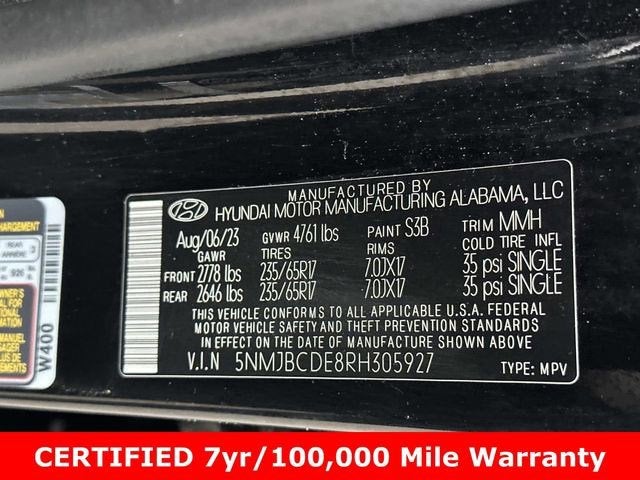 HARGEMENT
REAR
ARRIÈRE
W400
MANUFACTURED BY
HYUNDAI MOTOR MANUFACTURING ALABAMA, LLC
Aug/06/23 GVWR 4761 lbs PAINT S3B TRIM MMH
GAWR TIRES RIMS COLD TIRE INFL
FRONT 2778 lbs 235/65R17 7.0JX17 35 psi SINGLE
REAR 2646 lbs 235/65R17 7.0JX17 35 psi SINGLE
THIS VEHICLE CONFORMS TO ALL APPLICABLE U.S.A. FEDERAL
MOTOR VEHICLE SAFETY AND THEFT PREVENTION STANDARDS
IN EFFECT ON THE DATE OF MANUFACTURE SHOWN ABOVE.
V.I.N 5NMJBCDE8RH305927 TYPE: MPV
CERTIFIED 7yr/100,000 Mile Warranty